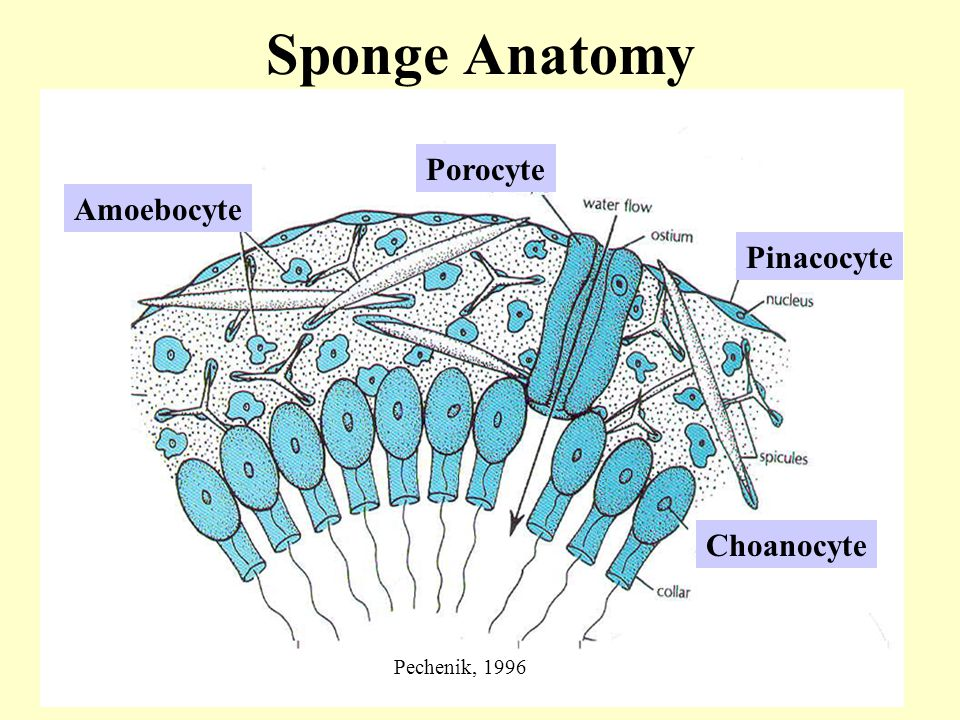 Sponge Anatomy
Porocyte
Amoebocyte
water flow
ostium
Pinacocyte
nucleus
spicules
Choanocyte
collar
Pechenik, 1996